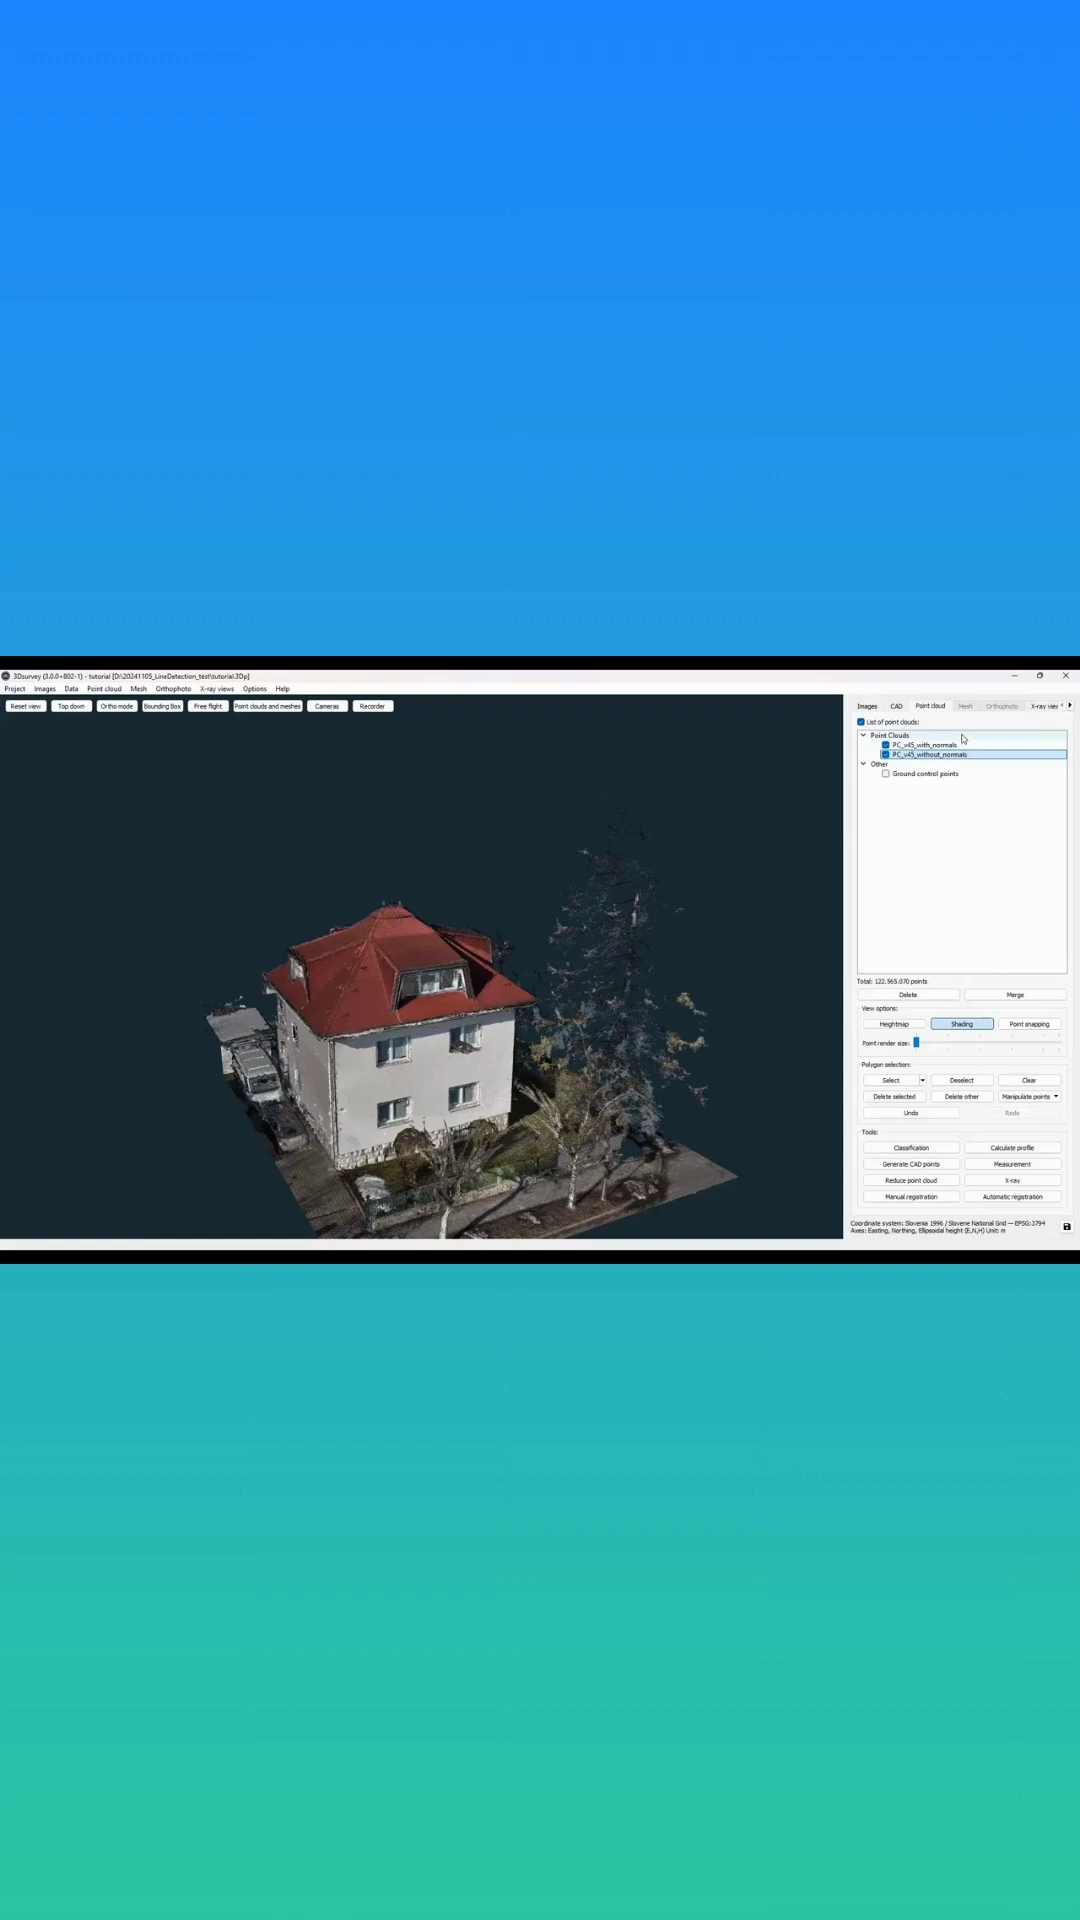 3Dsurvey (3.0.0+802-1) - tutorial [D:\20241105_LineDetection_test\tutorial.3Dp]
Project Images Data Point cloud Mesh Orthophoto X-ray views Options Help
Reset view Top down Ortho mode Bounding Box Free flight Point clouds and meshes Cameras Recorder
Images CAD Point cloud Mesh Orthophoto X-ray view
List of point clouds:
Point Clouds
PC_v45_with_normals
PC_v45_without_normals
Other
Ground control points
Total: 122.565.070 points
Delete Merge
View options:
Heightmap Shading Point snapping
Point render size:
Polygon selection:
Select Deselect Clear
Delete selected Delete other Manipulate points
Undo Redo
Tools:
Classification Calculate profile
Generate CAD points Measurement
Reduce point cloud X-ray
Manual registration Automatic registration
Coordinate system: Slovenia 1996 / Slovene National Grid — EPSG:3794
Axes: Easting, Northing, Ellipsoidal height (E,N,H) Unit: m